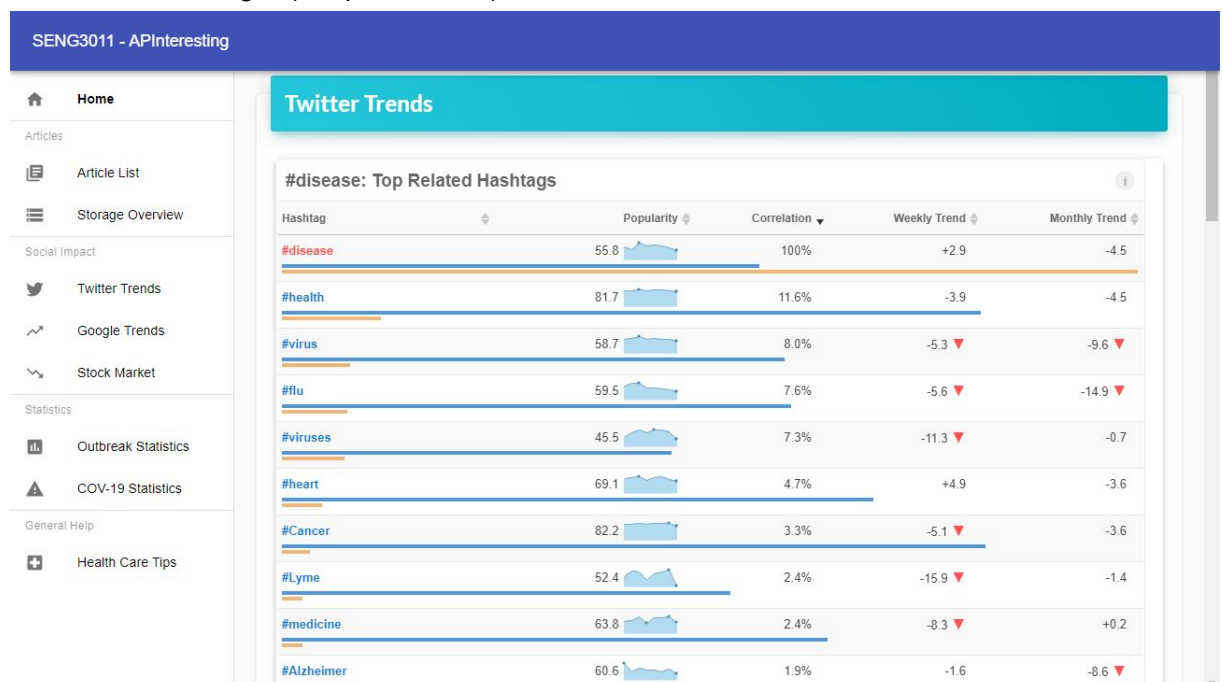 SENG3011 - APInteresting
Home
Articles
Article List
Storage Overview
Social Impact
Twitter Trends
Google Trends
Stock Market
Statistics
Outbreak Statistics
COV-19 Statistics
General Help
Health Care Tips
Twitter Trends
#disease: Top Related Hashtags
i
Hashtag Popularity Correlation Weekly Trend Monthly Trend
#disease 55.8 100% +2.9 -4.5
#health 81.7 11.6% -3.9 -4.5
#virus 58.7 8.0% -5.3 -9.6
#flu 59.5 7.6% -5.6 -14.9
#viruses 45.5 7.3% -11.3 -0.7
#heart 69.1 4.7% +4.9 -3.6
#Cancer 82.2 3.3% -5.1 -3.6
#Lyme 52.4 2.4% -15.9 -1.4
#medicine 63.8 2.4% -8.3 +0.2
#Alzheimer 60.6 1.9% -1.6 -8.6